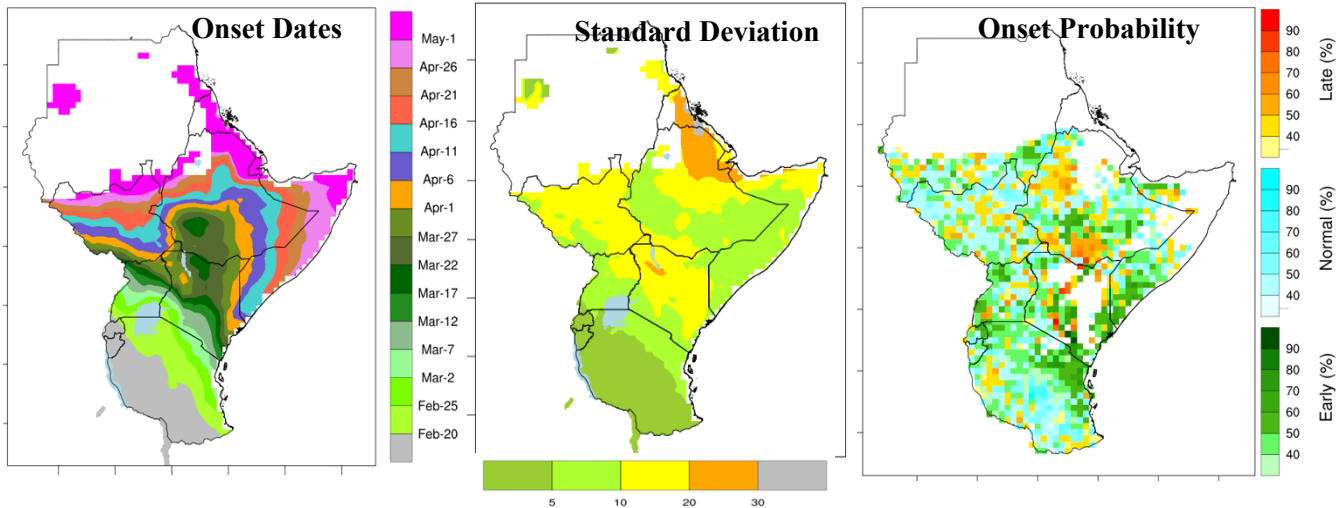 Onset Dates
May-1
Apr-26
Apr-21
Apr-16
Apr-11
Apr-6
Apr-1
Mar-27
Mar-22
Mar-17
Mar-12
Mar-7
Mar-2
Feb-25
Feb-20
Standard Deviation
5
10
20
30
Onset Probability
90
80
70
60
50
40
Late (%)
90
80
70
60
50
40
Normal (%)
90
80
70
60
50
40
Early (%)